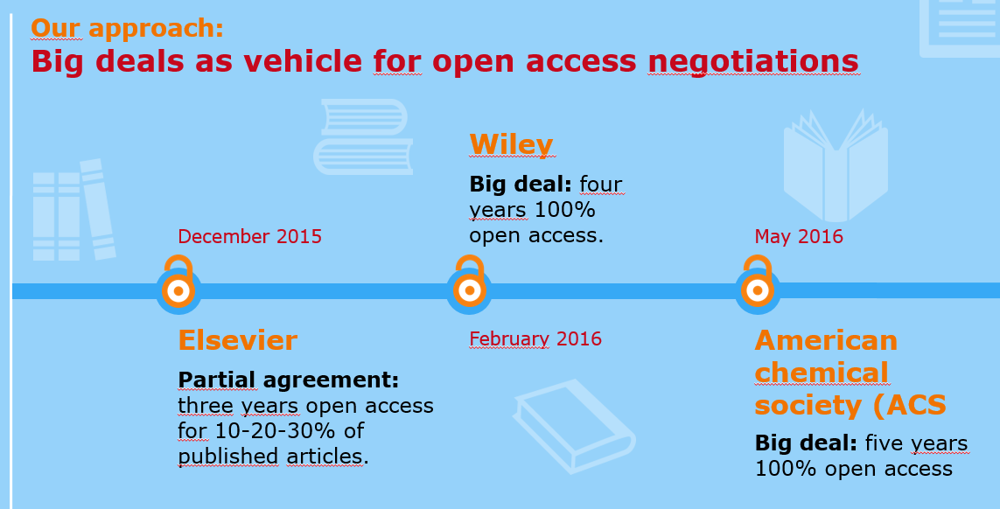 Our approach:
Big deals as vehicle for open access negotiations
December 2015
Elsevier
Partial agreement:
three years open access
for 10-20-30% of
published articles.
Wiley
Big deal: four
years 100%
open access.
February 2016
May 2016
American
chemical
society (ACS
Big deal: five years
100% open access